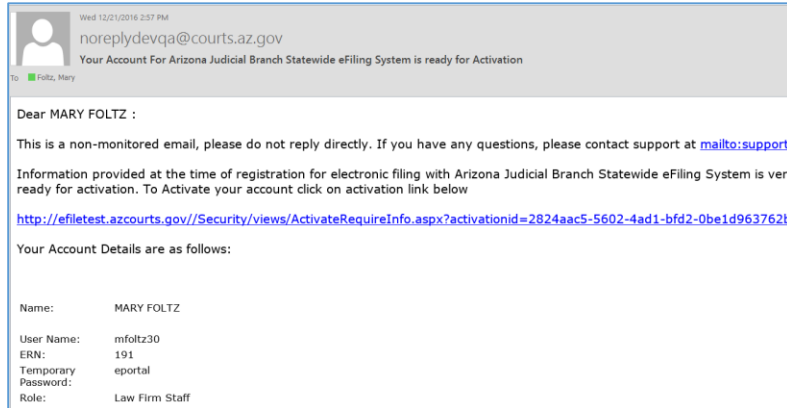 Wed 12/21/2016 2:57 PM
noreplydevqa@courts.az.gov
Your Account For Arizona Judicial Branch Statewide eFiling System is ready for Activation
To Foltz, Mary
Dear MARY FOLTZ :
This is a non-monitored email, please do not reply directly. If you have any questions, please contact support at mailto:support
Information provided at the time of registration for electronic filing with Arizona Judicial Branch Statewide eFiling System is ver
ready for activation. To Activate your account click on activation link below
http://efiletest.azcourts.gov//Security/views/ActivateRequireInfo.aspx?activationid=2824aac5-5602-4ad1-bfd2-0be1d963762b
Your Account Details are as follows:
Name: MARY FOLTZ
User Name: mfoltz30
ERN: 191
Temporary eportal
Password:
Role: Law Firm Staff